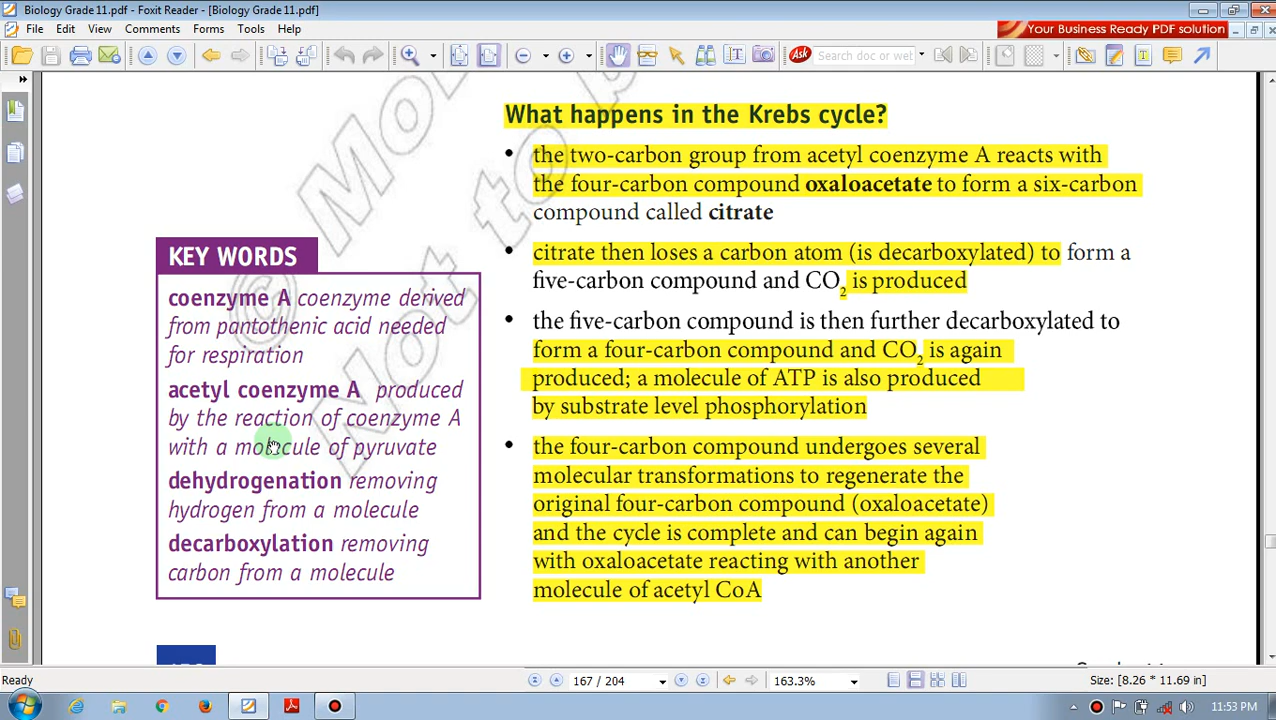 Biology Grade 11.pdf - Foxit Reader - [Biology Grade 11.pdf]
File Edit View Comments Forms Tools Help
Your Business Ready PDF solution
Ask Search doc or web
What happens in the Krebs cycle?
• the two-carbon group from acetyl coenzyme A reacts with
the four-carbon compound oxaloacetate to form a six-carbon
compound called citrate
• citrate then loses a carbon atom (is decarboxylated) to form a
five-carbon compound and CO₂ is produced
• the five-carbon compound is then further decarboxylated to
form a four-carbon compound and CO₂ is again
produced; a molecule of ATP is also produced
by substrate level phosphorylation
• the four-carbon compound undergoes several
molecular transformations to regenerate the
original four-carbon compound (oxaloacetate)
and the cycle is complete and can begin again
with oxaloacetate reacting with another
molecule of acetyl CoA
KEY WORDS
coenzyme A coenzyme derived
from pantothenic acid needed
for respiration
acetyl coenzyme A produced
by the reaction of coenzyme A
with a molecule of pyruvate
dehydrogenation removing
hydrogen from a molecule
decarboxylation removing
carbon from a molecule
© Mo
Not to p
Ready
167 / 204
163.3%
Size: [8.26 * 11.69 in]
11:53 PM